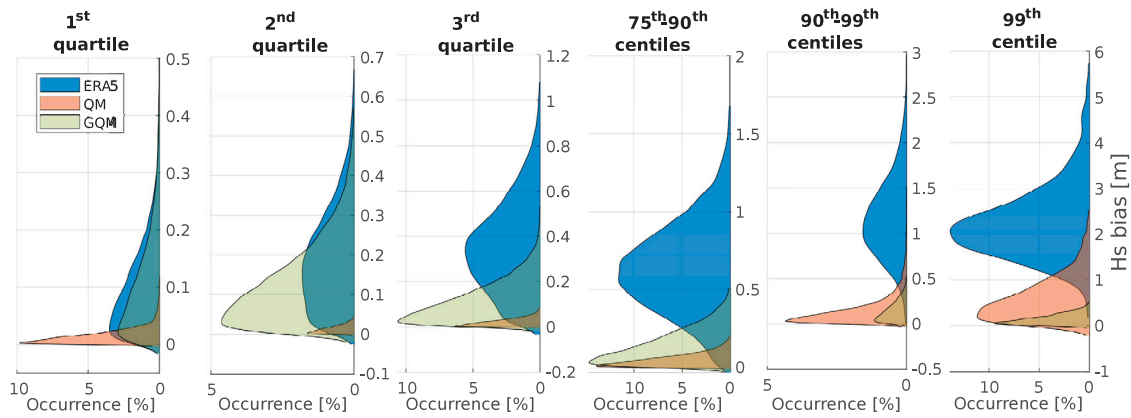 1st quartile
2nd quartile
3rd quartile
75th-90th centiles
90th-99th centiles
99th centile
ERA5
QM
GQM
0.5
0.4
0.3
0.2
0.1
0
10 5 0
Occurrence [%]
0.7
0.6
0.5
0.4
0.3
0.2
0.1
0
-0.1
5 0
Occurrence [%]
1.2
1
0.8
0.6
0.4
0.2
0
-0.2
10 5 0
Occurrence [%]
2
1.5
1
0.5
0
10 5 0
Occurrence [%]
3
2.5
2
1.5
1
0.5
0
-0.5
5 0
Occurrence [%]
6
5
4
3
2
1
0
-1
10 5 0
Occurrence [%]
Hs bias [m]